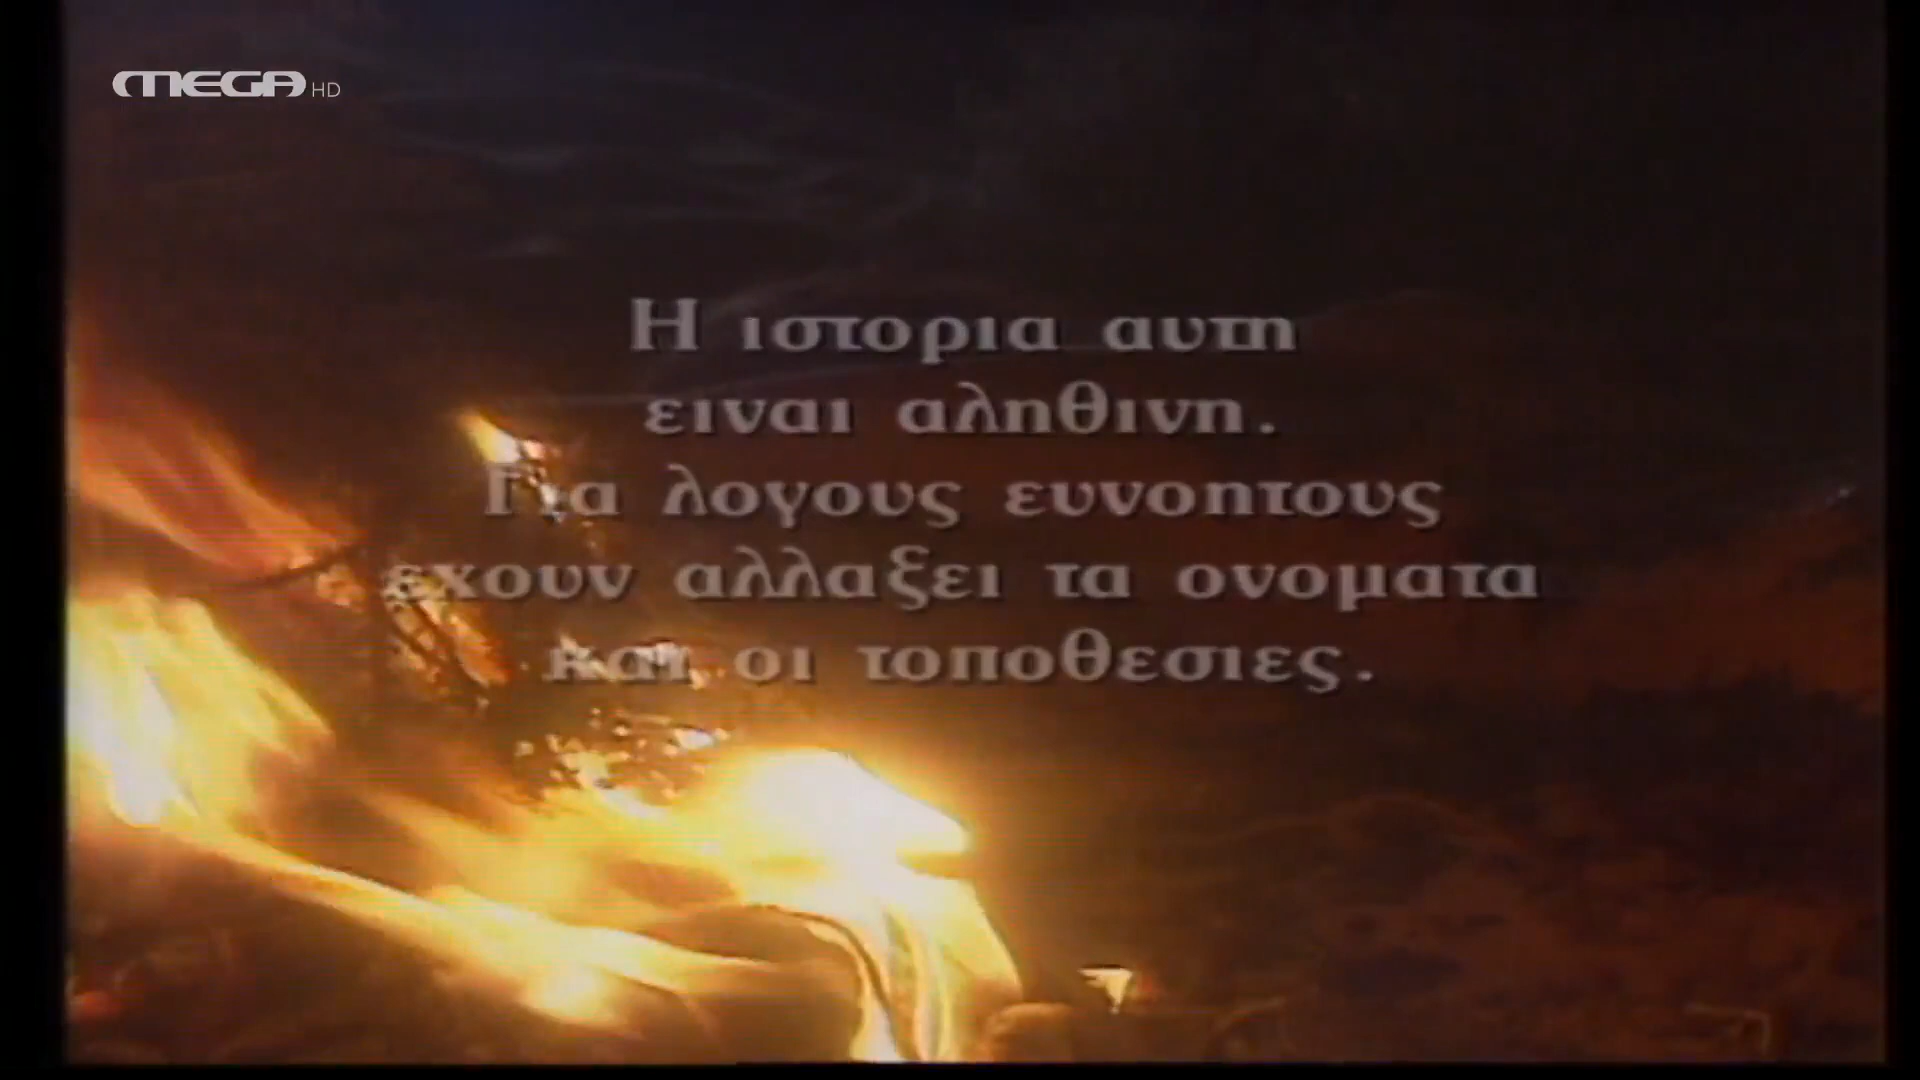 MEGA HD
Η ιστορια αυτη
ειναι αληθινη.
Για λογους ευνοητους
εχουν αλλαξει τα ονοματα
και οι τοποθεσιες.